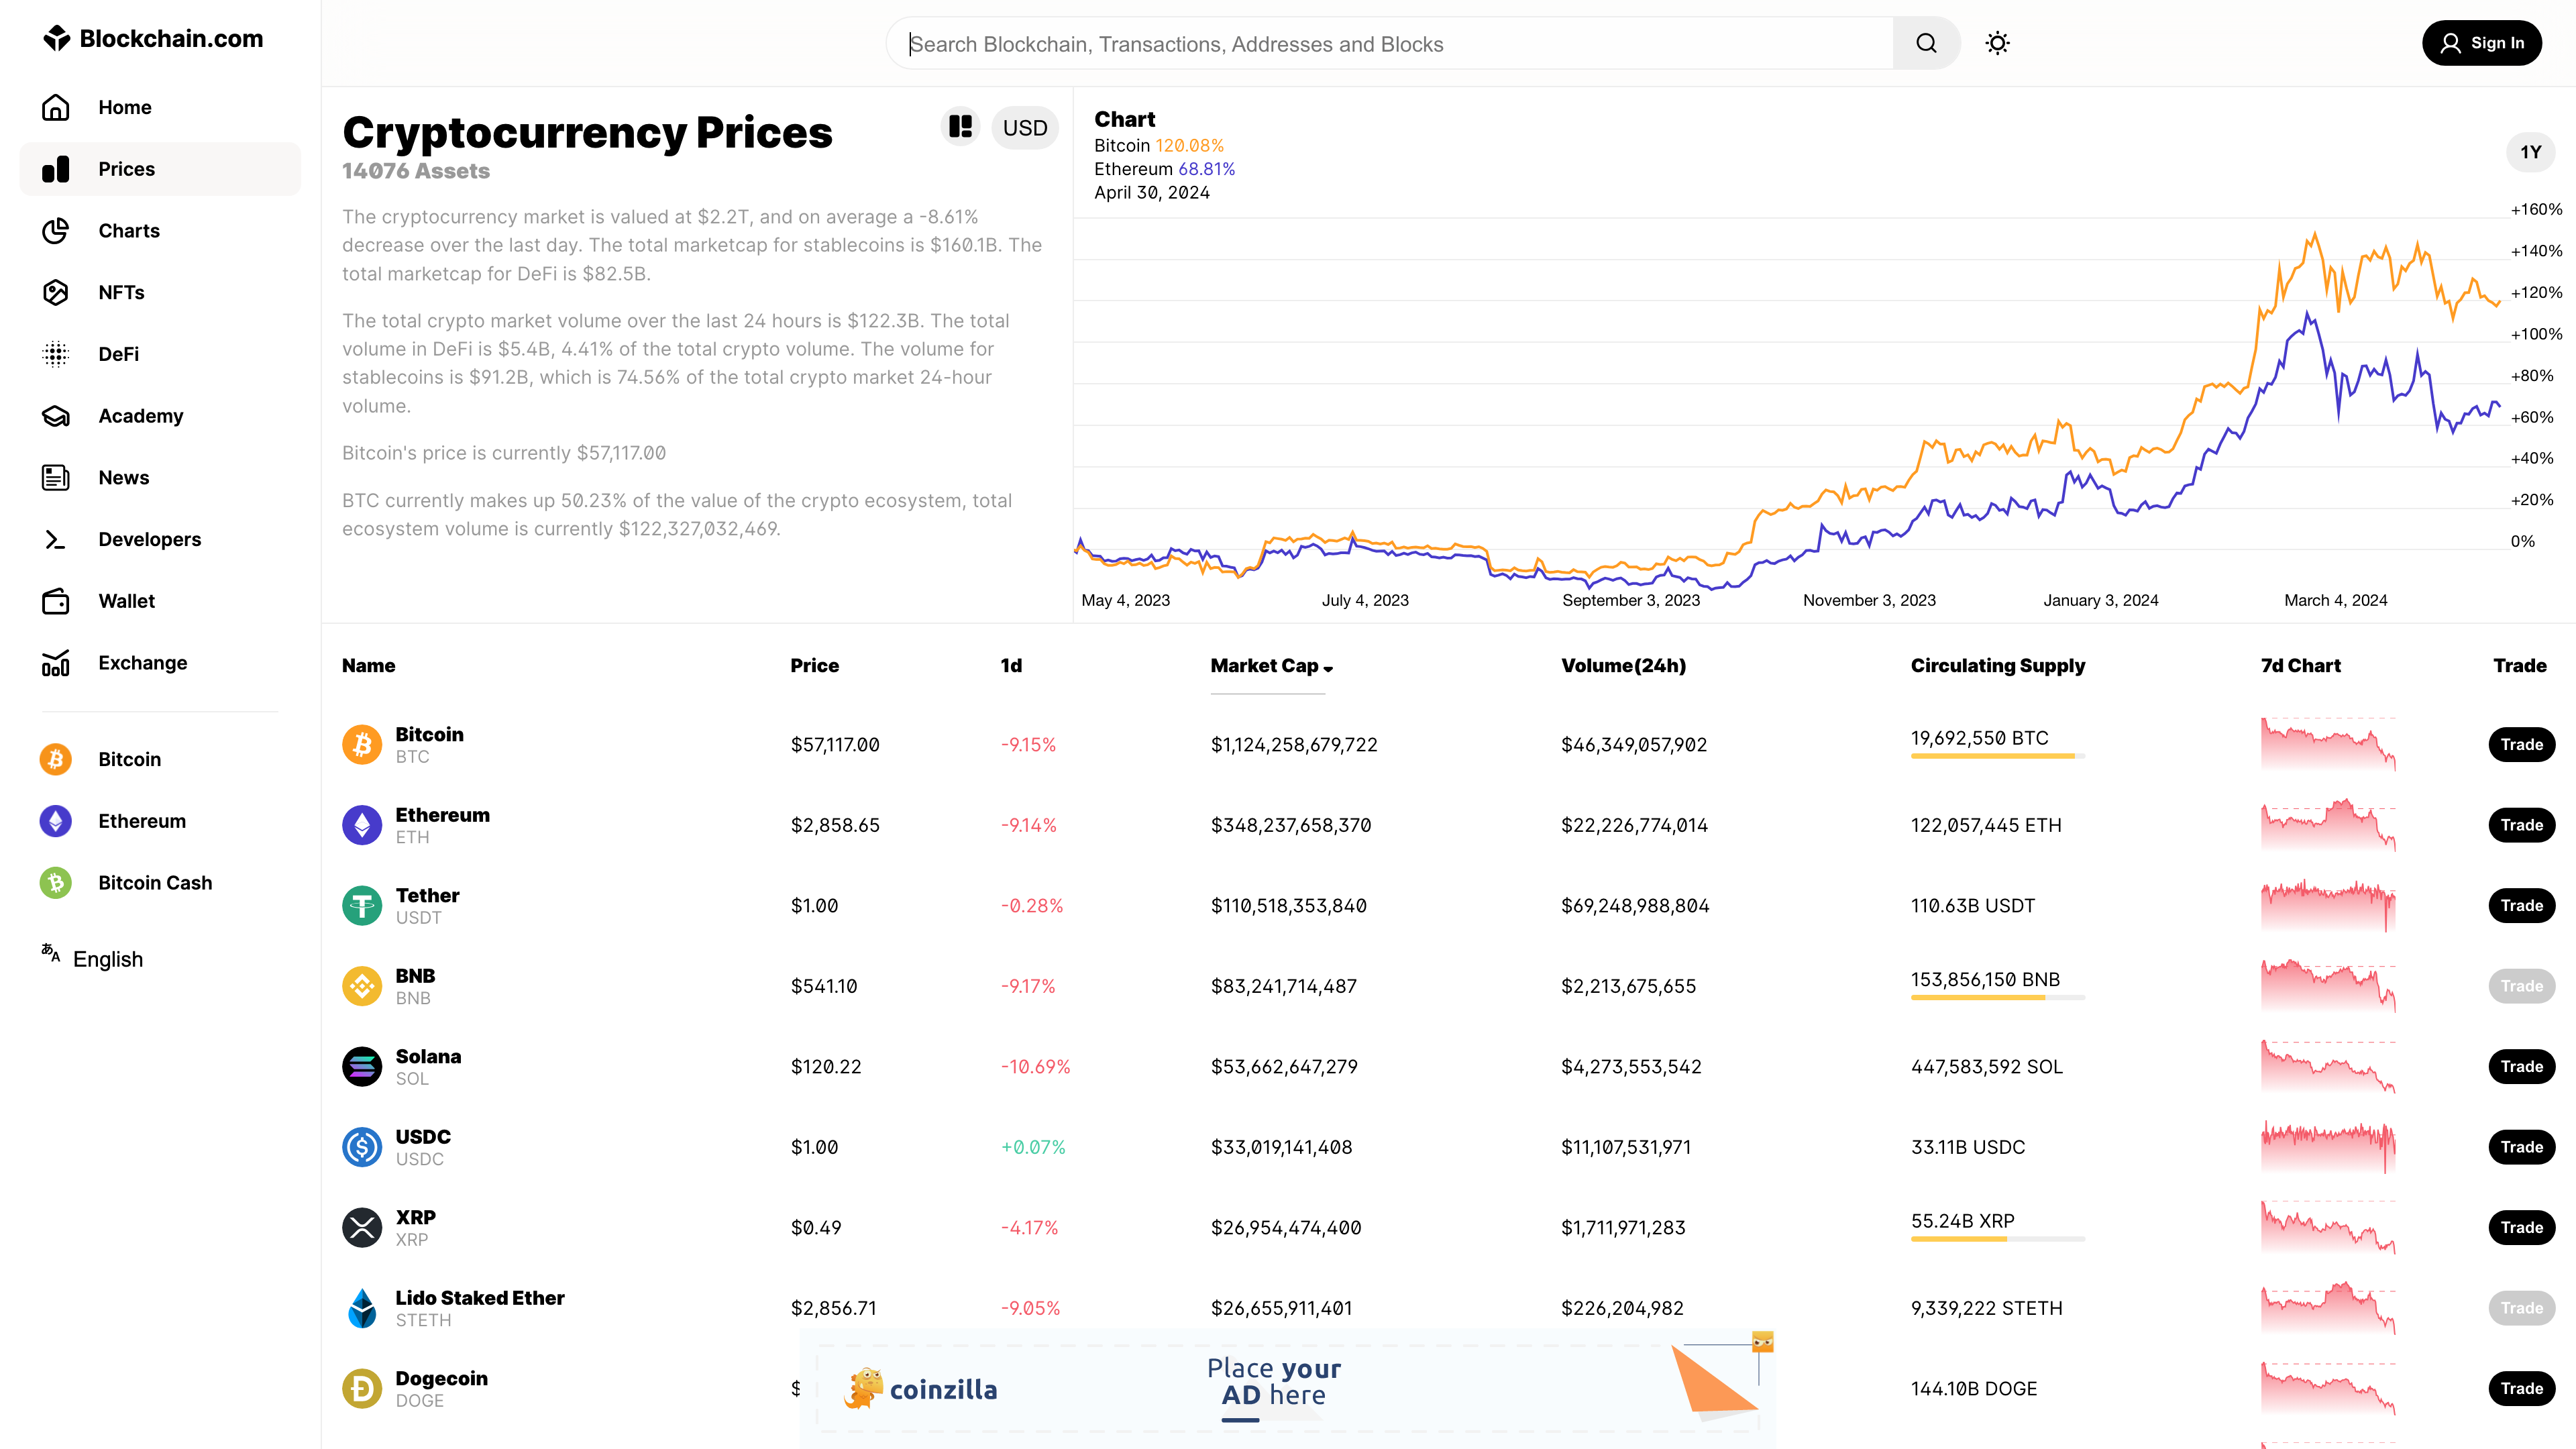 Blockchain.com
Search Blockchain, Transactions, Addresses and Blocks
Sign In
Home
Prices
Charts
NFTs
DeFi
Academy
News
Developers
Wallet
Exchange
Bitcoin
Ethereum
Bitcoin Cash
English
Cryptocurrency Prices
USD
14076 Assets
The cryptocurrency market is valued at $2.2T, and on average a -8.61%
decrease over the last day. The total marketcap for stablecoins is $160.1B. The
total marketcap for DeFi is $82.5B.
The total crypto market volume over the last 24 hours is $122.3B. The total
volume in DeFi is $5.4B, 4.41% of the total crypto volume. The volume for
stablecoins is $91.2B, which is 74.56% of the total crypto market 24-hour
volume.
Bitcoin's price is currently $57,117.00
BTC currently makes up 50.23% of the value of the crypto ecosystem, total
ecosystem volume is currently $122,327,032,469.
Chart
Bitcoin 120.08%
Ethereum 68.81%
April 30, 2024
1Y
+160%
+140%
+120%
+100%
+80%
+60%
+40%
+20%
0%
May 4, 2023 July 4, 2023 September 3, 2023 November 3, 2023 January 3, 2024 March 4, 2024
Name Price 1d Market Cap Volume(24h) Circulating Supply 7d Chart Trade
Bitcoin
BTC
$57,117.00 -9.15% $1,124,258,679,722 $46,349,057,902 19,692,550 BTC Trade
Ethereum
ETH
$2,858.65 -9.14% $348,237,658,370 $22,226,774,014 122,057,445 ETH Trade
Tether
USDT
$1.00 -0.28% $110,518,353,840 $69,248,988,804 110.63B USDT Trade
BNB
BNB
$541.10 -9.17% $83,241,714,487 $2,213,675,655 153,856,150 BNB Trade
Solana
SOL
$120.22 -10.69% $53,662,647,279 $4,273,553,542 447,583,592 SOL Trade
USDC
USDC
$1.00 +0.07% $33,019,141,408 $11,107,531,971 33.11B USDC Trade
XRP
XRP
$0.49 -4.17% $26,954,474,400 $1,711,971,283 55.24B XRP Trade
Lido Staked Ether
STETH
$2,856.71 -9.05% $26,655,911,401 $226,204,982 9,339,222 STETH Trade
Dogecoin
DOGE
$ 144.10B DOGE Trade
coinzilla
Place your
AD here